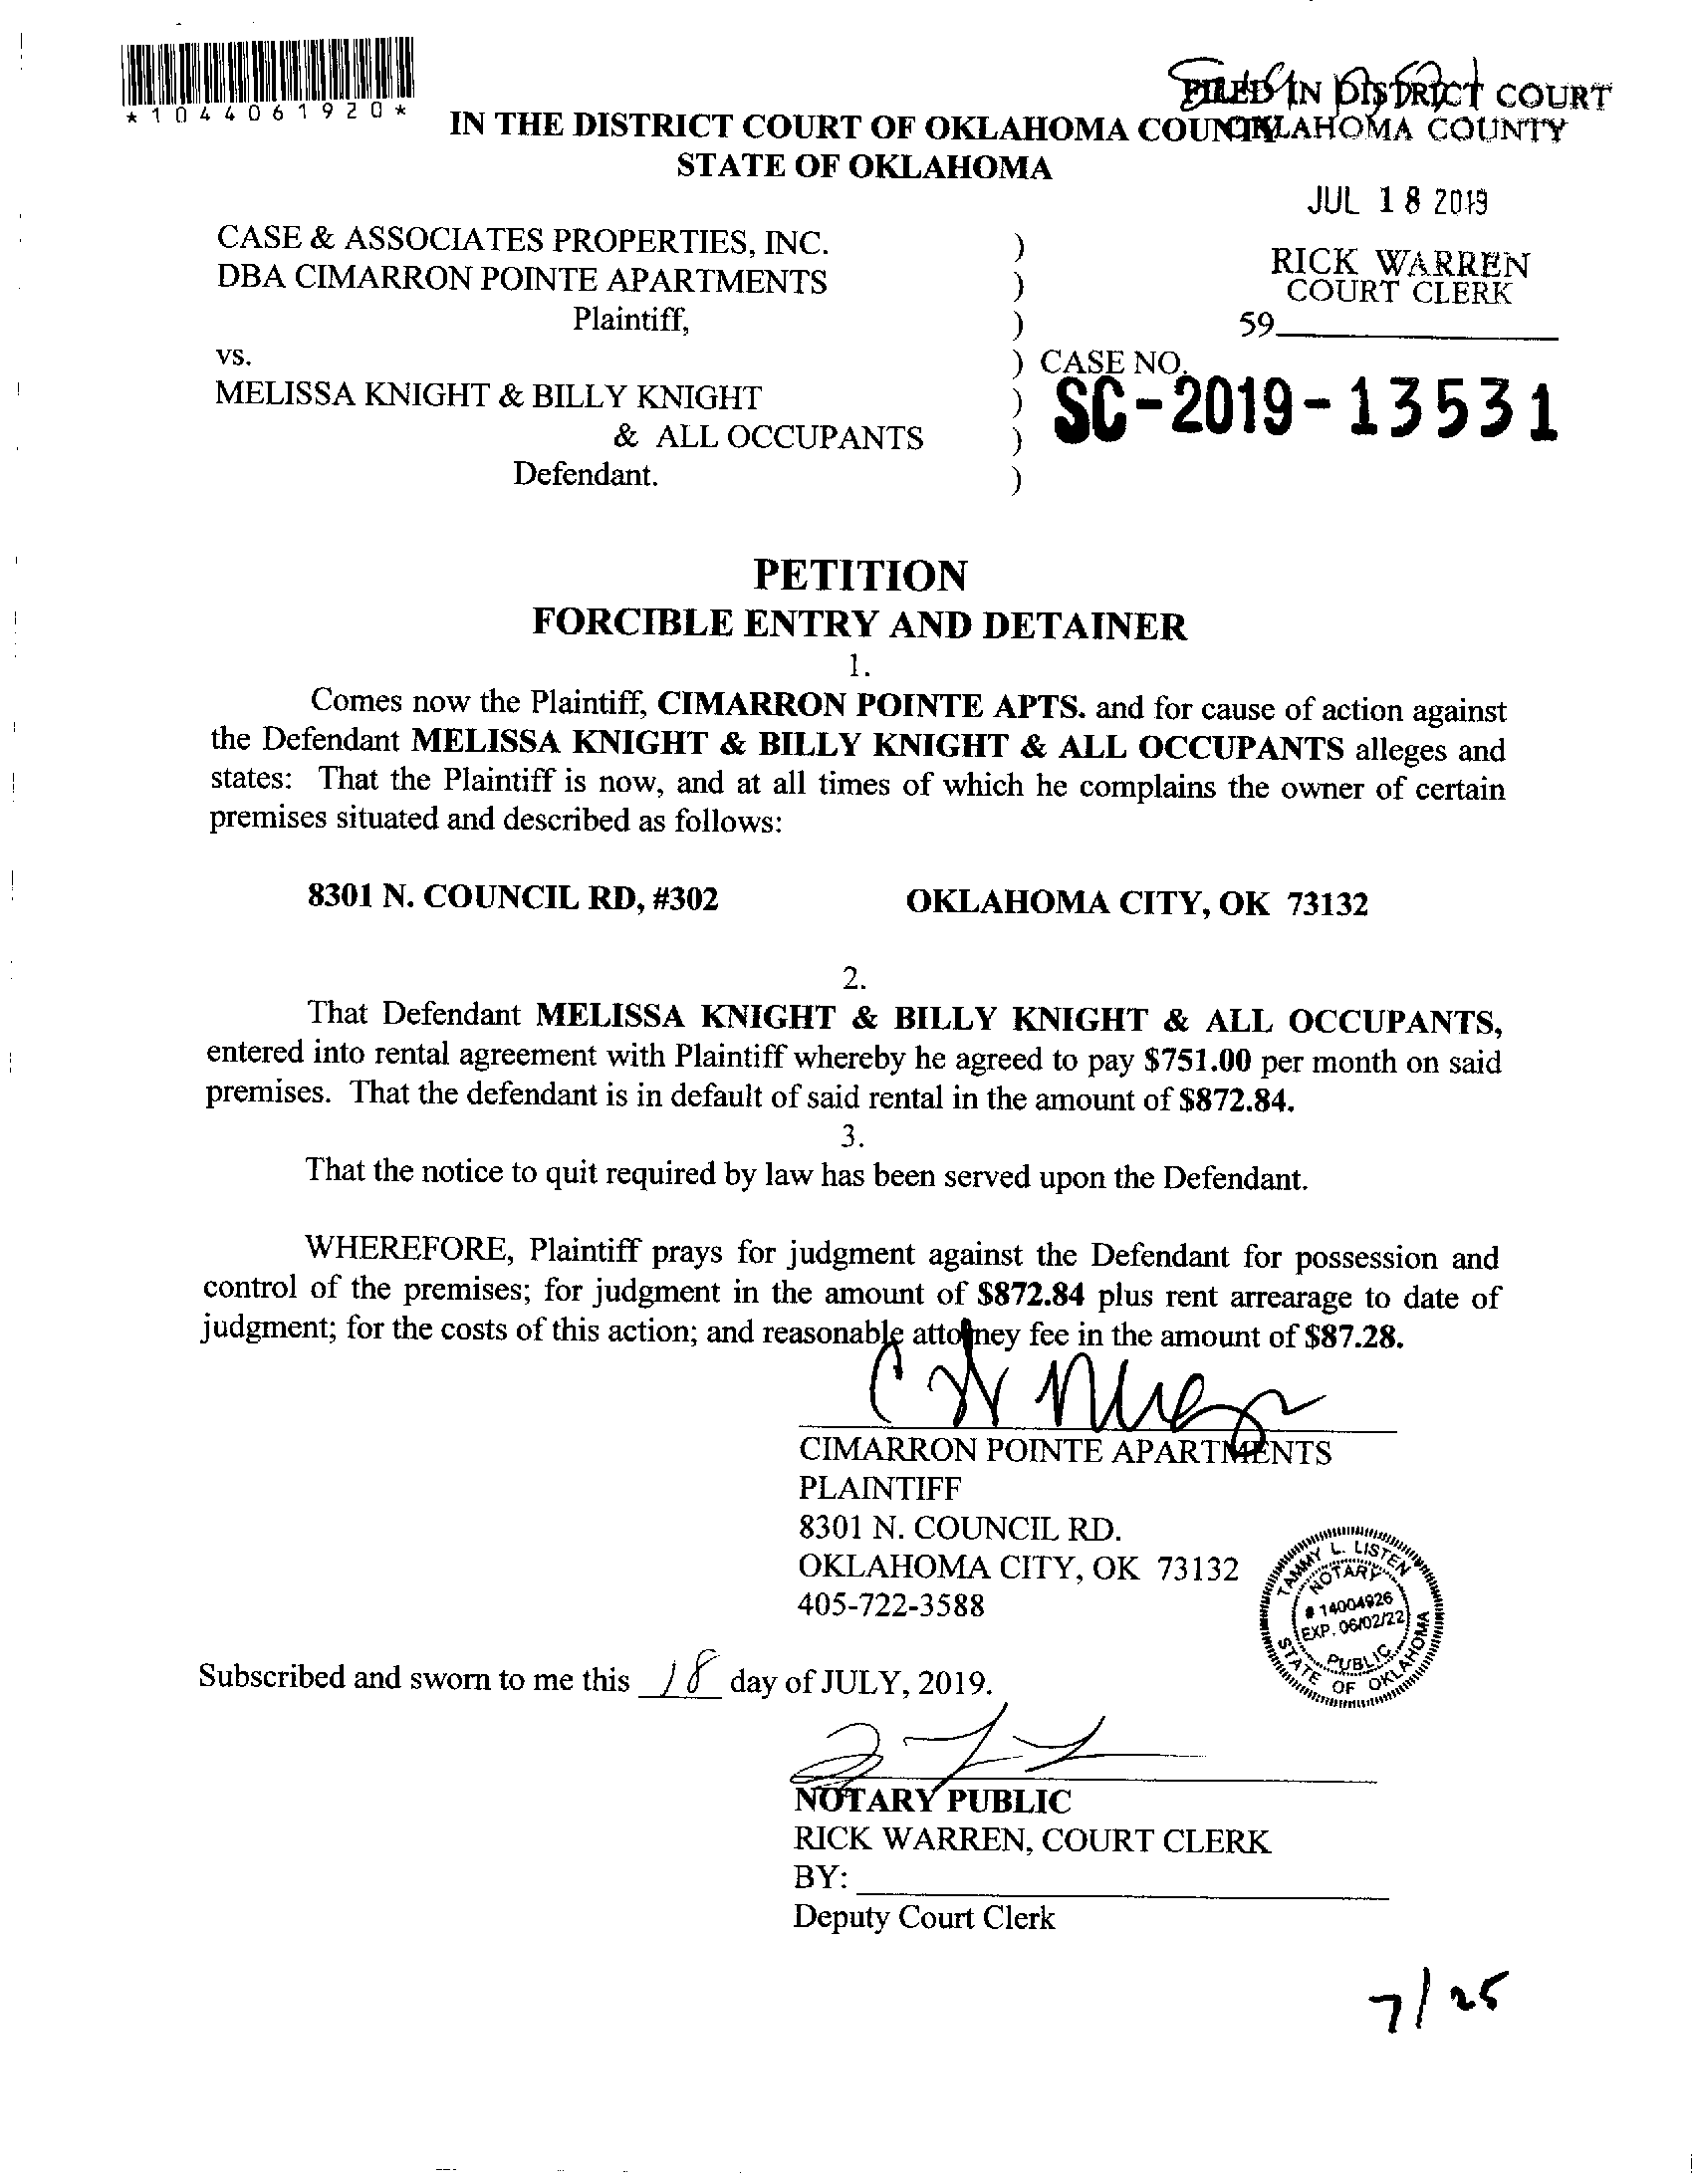 *1044061920*
FILED IN DISTRICT COURT
OKLAHOMA COUNTY
IN THE DISTRICT COURT OF OKLAHOMA COUNTY
STATE OF OKLAHOMA
JUL 18 2019
RICK WARREN
COURT CLERK
59
CASE & ASSOCIATES PROPERTIES, INC. )
DBA CIMARRON POINTE APARTMENTS )
Plaintiff, )
vs. ) CASE NO.
SC-2019-13531
MELISSA KNIGHT & BILLY KNIGHT )
& ALL OCCUPANTS )
Defendant. )
PETITION
FORCIBLE ENTRY AND DETAINER
1.
Comes now the Plaintiff, CIMARRON POINTE APTS. and for cause of action against
the Defendant MELISSA KNIGHT & BILLY KNIGHT & ALL OCCUPANTS alleges and
states: That the Plaintiff is now, and at all times of which he complains the owner of certain
premises situated and described as follows:
8301 N. COUNCIL RD, #302 OKLAHOMA CITY, OK 73132
2.
That Defendant MELISSA KNIGHT & BILLY KNIGHT & ALL OCCUPANTS,
entered into rental agreement with Plaintiff whereby he agreed to pay $751.00 per month on said
premises. That the defendant is in default of said rental in the amount of $872.84.
3.
That the notice to quit required by law has been served upon the Defendant.
WHEREFORE, Plaintiff prays for judgment against the Defendant for possession and
control of the premises; for judgment in the amount of $872.84 plus rent arrearage to date of
judgment; for the costs of this action; and reasonable attorney fee in the amount of $87.28.
CIMARRON POINTE APARTMENTS
PLAINTIFF
8301 N. COUNCIL RD.
OKLAHOMA CITY, OK 73132
405-722-3588
TAMMY L. LISTEN
NOTARY
# 14004926
EXP. 06/02/22
PUBLIC
STATE OF OKLAHOMA
Subscribed and sworn to me this 18 day of JULY, 2019.
NOTARY PUBLIC
RICK WARREN, COURT CLERK
BY:
Deputy Court Clerk
7/25